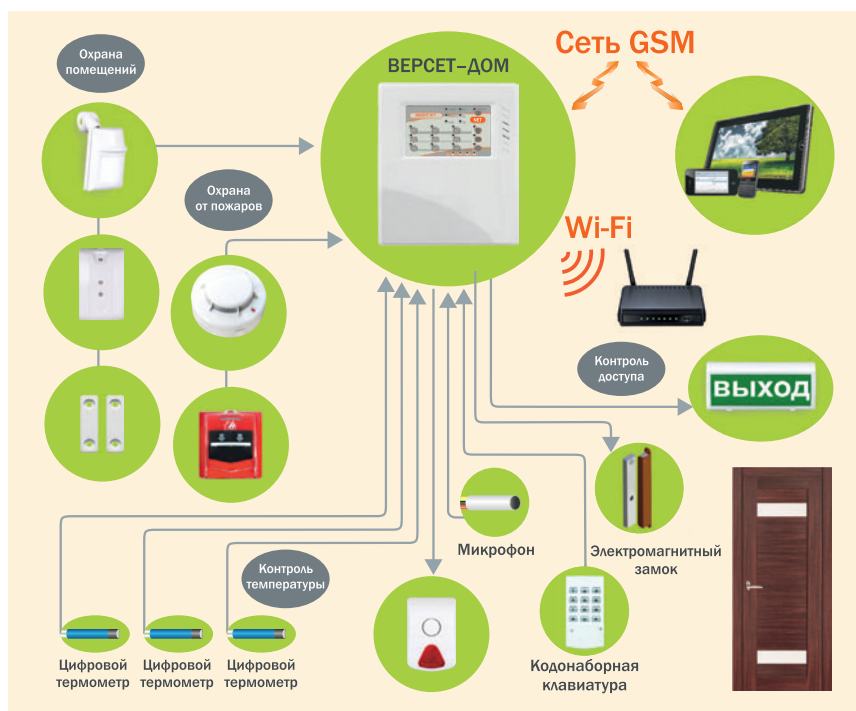 Охрана
помещений
ВЕРСЕТ–ДОМ
Сеть GSM
Охрана
от пожаров
Wi-Fi
Контроль
доступа
ВЫХОД
Микрофон
Электромагнитный
замок
Контроль
температуры
Цифровой
термометр
Цифровой
термометр
Цифровой
термометр
Кодонаборная
клавиатура